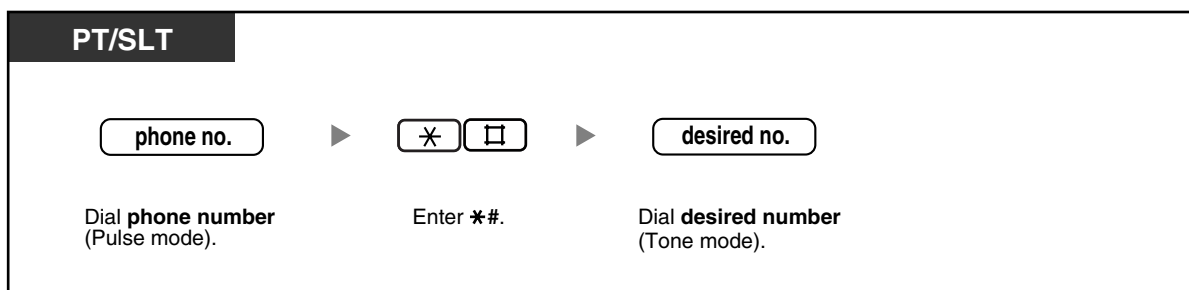 PT/SLT
phone no.
* #
desired no.
Dial phone number
(Pulse mode).
Enter *#.
Dial desired number
(Tone mode).